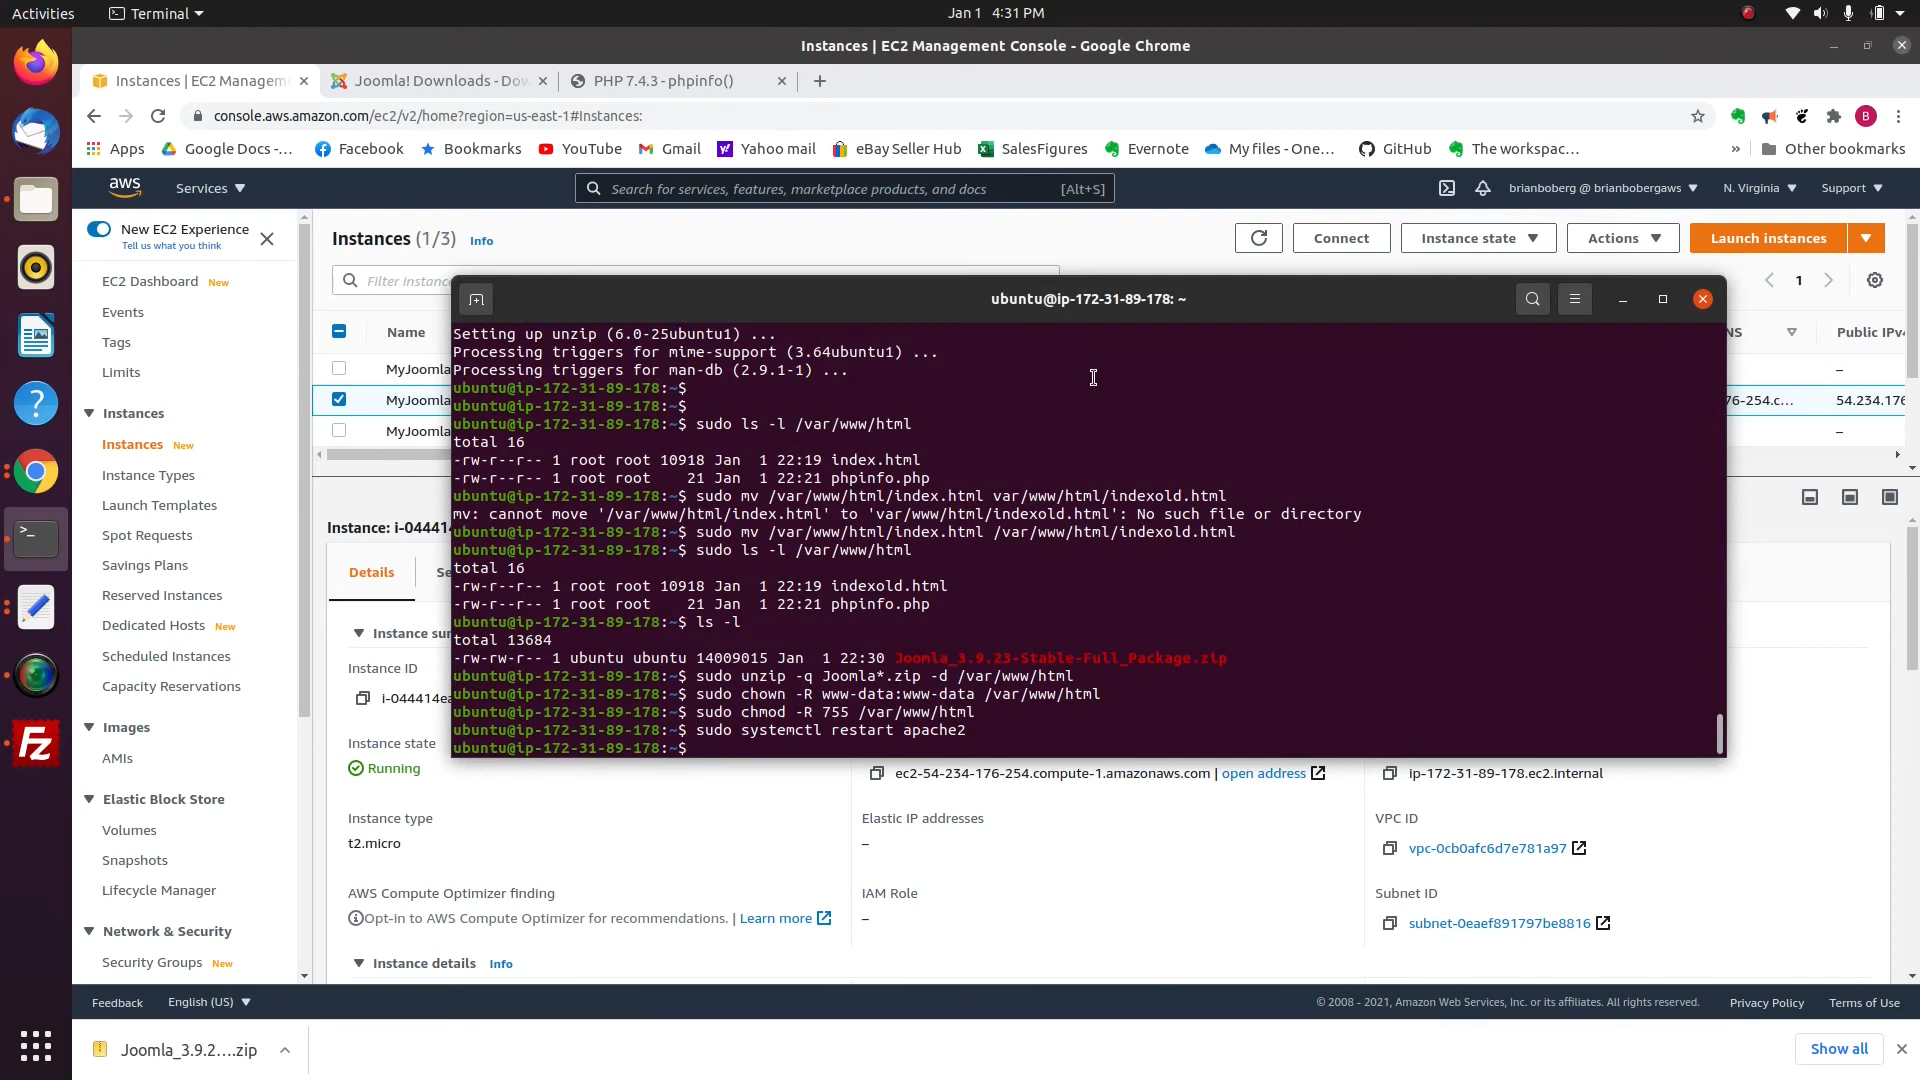 Activities
Terminal
Jan 1 4:31 PM
Instances | EC2 Management Console - Google Chrome
Instances | EC2 Managem
Joomla! Downloads - Dow
PHP 7.4.3 - phpinfo()
console.aws.amazon.com/ec2/v2/home?region=us-east-1#Instances:
B
Apps
Google Docs -...
Facebook
Bookmarks
YouTube
Gmail
Yahoo mail
eBay Seller Hub
SalesFigures
Evernote
My files - One...
GitHub
The workspac...
»
Other bookmarks
aws
Services
Search for services, features, marketplace products, and docs
[Alt+S]
brianboberg @ brianbobergaws
N. Virginia
Support
New EC2 Experience
Tell us what you think
EC2 Dashboard New
Events
Tags
Limits
Instances
Instances New
Instance Types
Launch Templates
Spot Requests
Savings Plans
Reserved Instances
Dedicated Hosts New
Scheduled Instances
Capacity Reservations
Images
AMIs
Elastic Block Store
Volumes
Snapshots
Lifecycle Manager
Network & Security
Security Groups New
Instances (1/3) Info
Connect
Instance state
Actions
Launch instances
Filter Instanc
1
Name
NS
Public IPv4
MyJoomla
–
MyJoomla
76-254.c...
54.234.176
MyJoomla
–
ubuntu@ip-172-31-89-178: ~
Setting up unzip (6.0-25ubuntu1) ...
Processing triggers for mime-support (3.64ubuntu1) ...
Processing triggers for man-db (2.9.1-1) ...
ubuntu@ip-172-31-89-178:~$
ubuntu@ip-172-31-89-178:~$
ubuntu@ip-172-31-89-178:~$ sudo ls -l /var/www/html
total 16
-rw-r--r-- 1 root root 10918 Jan  1 22:19 index.html
-rw-r--r-- 1 root root    21 Jan  1 22:21 phpinfo.php
ubuntu@ip-172-31-89-178:~$ sudo mv /var/www/html/index.html var/www/html/indexold.html
mv: cannot move '/var/www/html/index.html' to 'var/www/html/indexold.html': No such file or directory
ubuntu@ip-172-31-89-178:~$ sudo mv /var/www/html/index.html /var/www/html/indexold.html
ubuntu@ip-172-31-89-178:~$ sudo ls -l /var/www/html
total 16
-rw-r--r-- 1 root root 10918 Jan  1 22:19 indexold.html
-rw-r--r-- 1 root root    21 Jan  1 22:21 phpinfo.php
ubuntu@ip-172-31-89-178:~$ ls -l
total 13684
-rw-rw-r-- 1 ubuntu ubuntu 14009015 Jan  1 22:30 Joomla_3.9.23-Stable-Full_Package.zip
ubuntu@ip-172-31-89-178:~$ sudo unzip -q Joomla*.zip -d /var/www/html
ubuntu@ip-172-31-89-178:~$ sudo chown -R www-data:www-data /var/www/html
ubuntu@ip-172-31-89-178:~$ sudo chmod -R 755 /var/www/html
ubuntu@ip-172-31-89-178:~$ sudo systemctl restart apache2
ubuntu@ip-172-31-89-178:~$
Instance: i-04441
Details
Se
Instance sum
Instance ID
i-044414ea
Instance state
Running
ec2-54-234-176-254.compute-1.amazonaws.com | open address
ip-172-31-89-178.ec2.internal
Instance type
t2.micro
Elastic IP addresses
–
VPC ID
vpc-0cb0afc6d7e781a97
AWS Compute Optimizer finding
Opt-in to AWS Compute Optimizer for recommendations. | Learn more
IAM Role
–
Subnet ID
subnet-0eaef891797be8816
Instance details Info
Feedback
English (US)
© 2008 - 2021, Amazon Web Services, Inc. or its affiliates. All rights reserved.
Privacy Policy
Terms of Use
Joomla_3.9.2....zip
Show all